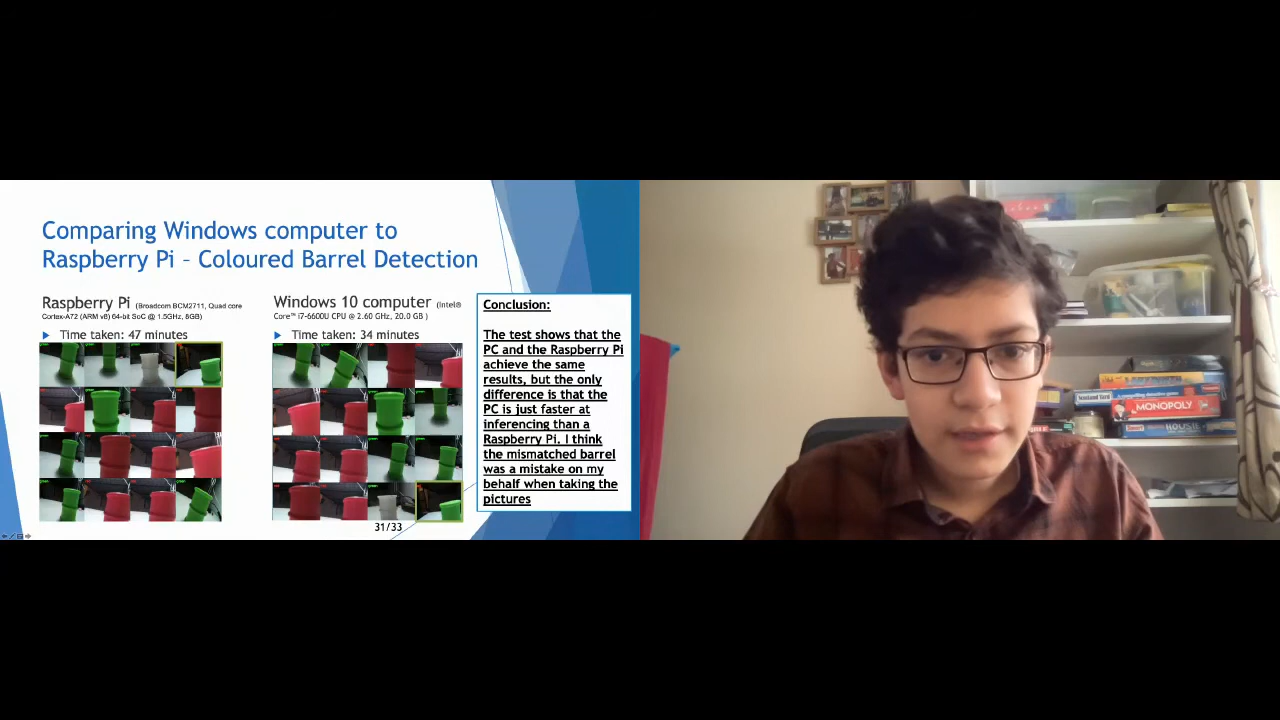 Comparing Windows computer to
Raspberry Pi – Coloured Barrel Detection
Raspberry Pi (Broadcom BCM2711, Quad core
Cortex-A72 (ARM v8) 64-bit SoC @ 1.5GHz, 8GB)
Time taken: 47 minutes
Windows 10 computer (Intel®
Core™ i7-6600U CPU @ 2.60 GHz, 20.0 GB )
Time taken: 34 minutes
Conclusion:
The test shows that the
PC and the Raspberry Pi
achieve the same
results, but the only
difference is that the
PC is just faster at
inferencing than a
Raspberry Pi. I think
the mismatched barrel
was a mistake on my
behalf when taking the
pictures
31/33
Scotland Yard
MONOPOLY